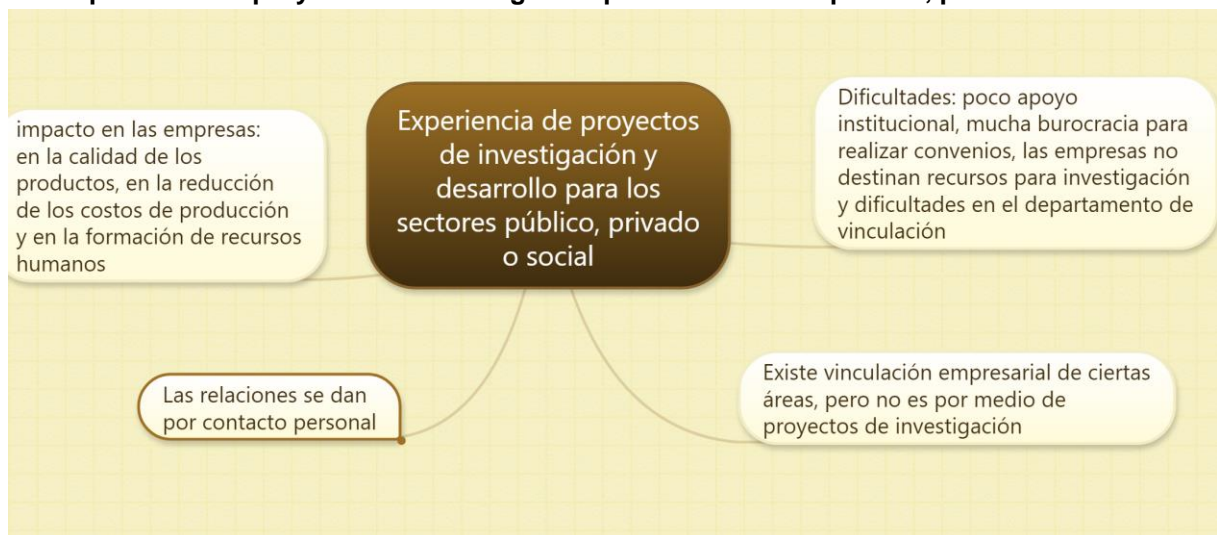 impacto en las empresas:
en la calidad de los
productos, en la reducción
de los costos de producción
y en la formación de recursos
humanos
Experiencia de proyectos
de investigación y
desarrollo para los
sectores público, privado
o social
Dificultades: poco apoyo
institucional, mucha burocracia para
realizar convenios, las empresas no
destinan recursos para investigación
y dificultades en el departamento de
vinculación
Las relaciones se dan
por contacto personal
Existe vinculación empresarial de ciertas
áreas, pero no es por medio de
proyectos de investigación